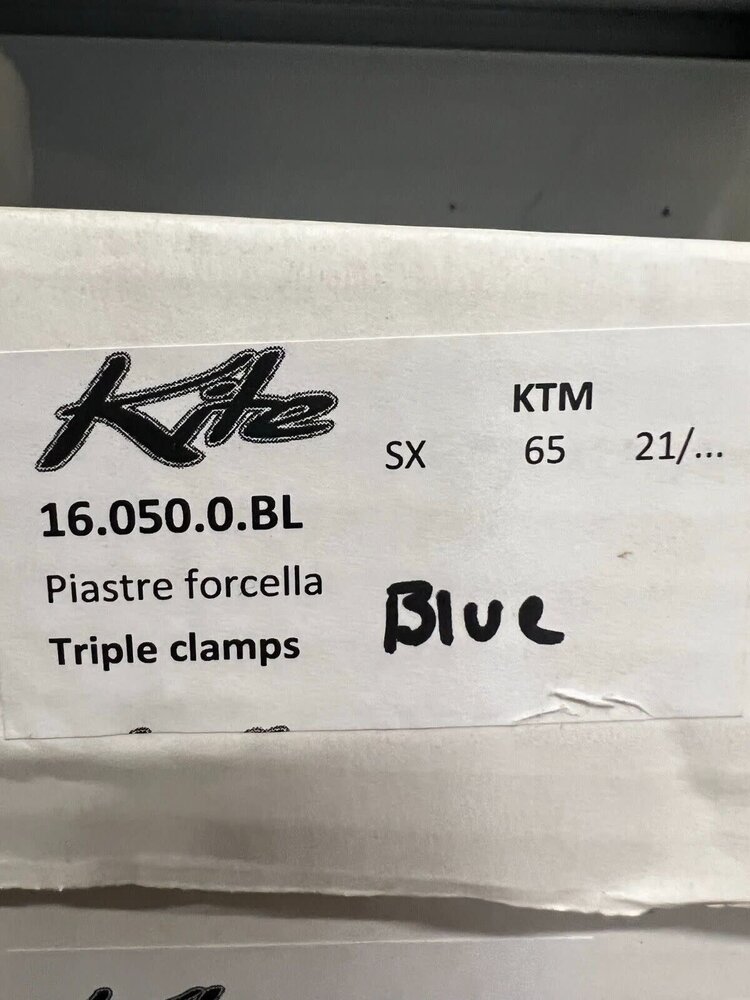 Kite
KTM
SX 65 21/...
16.050.0.BL
Piastre forcella
Triple clamps
Blue